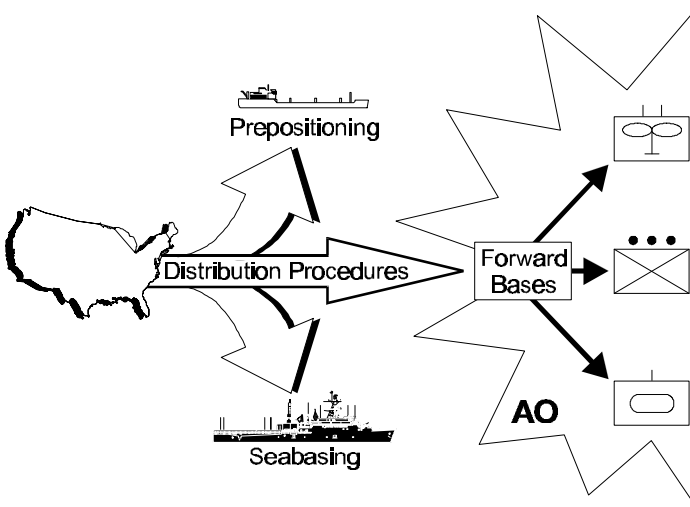 Prepositioning
Distribution Procedures
Forward
Bases
AO
Seabasing